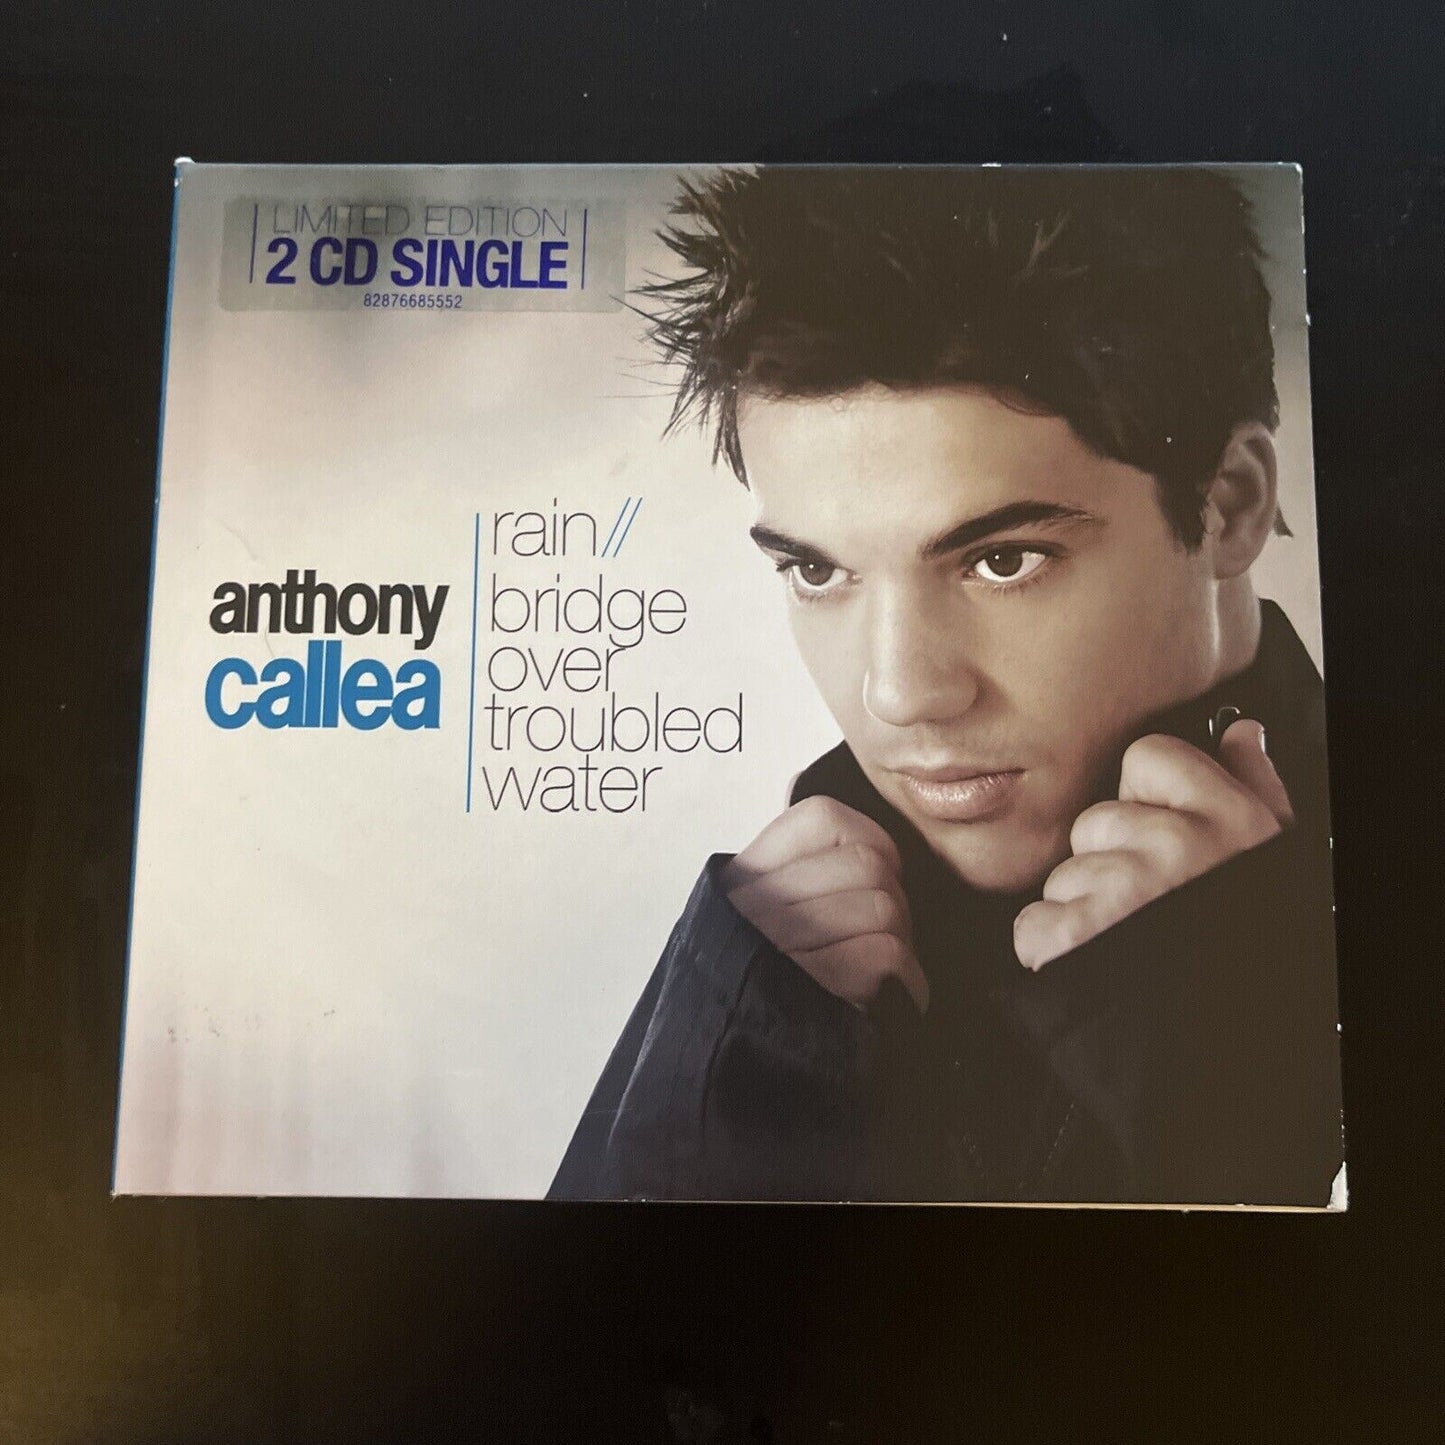 LIMITED EDITION
2 CD SINGLE
82876685552
anthony
callea
rain//
bridge
over
troubled
water